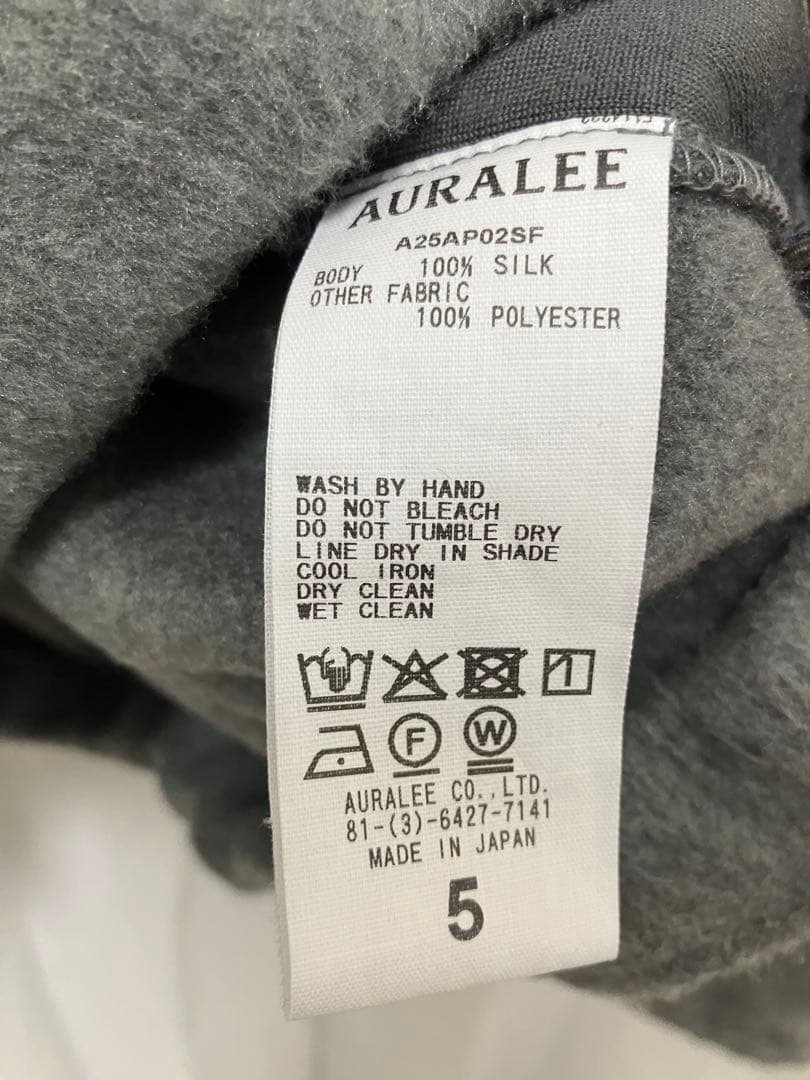 AURALEE
A25AP02SF
BODY 100% SILK
OTHER FABRIC
100% POLYESTER
WASH BY HAND
DO NOT BLEACH
DO NOT TUMBLE DRY
LINE DRY IN SHADE
COOL IRON
DRY CLEAN
WET CLEAN
F W
AURALEE CO.,LTD.
81-(3)-6427-7141
MADE IN JAPAN
5